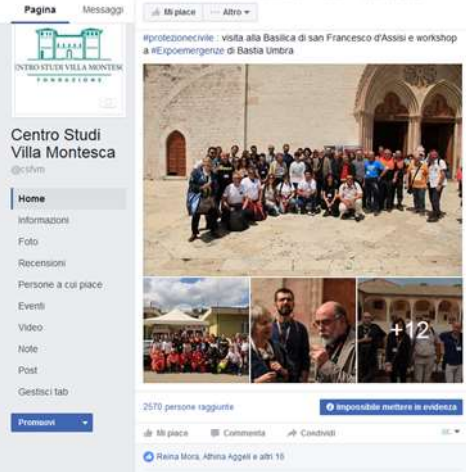 Pagina
Messaggi
CENTRO STUDI VILLA MONTESC
FONDAZIONE
Centro Studi
Villa Montesca
@csfvm
Home
Informazioni
Foto
Recensioni
Persone a cui piace
Eventi
Video
Note
Post
Gestisci tab
Promuovi
Mi piace
Altro
#protezionecivile : visita alla Basilica di san Francesco d'Assisi e workshop
a #Expoemergenze di Bastia Umbra
+12
2570 persone raggiunte
Impossibile mettere in evidenza
Mi piace
Commenta
Condividi
Reina Mora, Athina Aggeli e altri 16